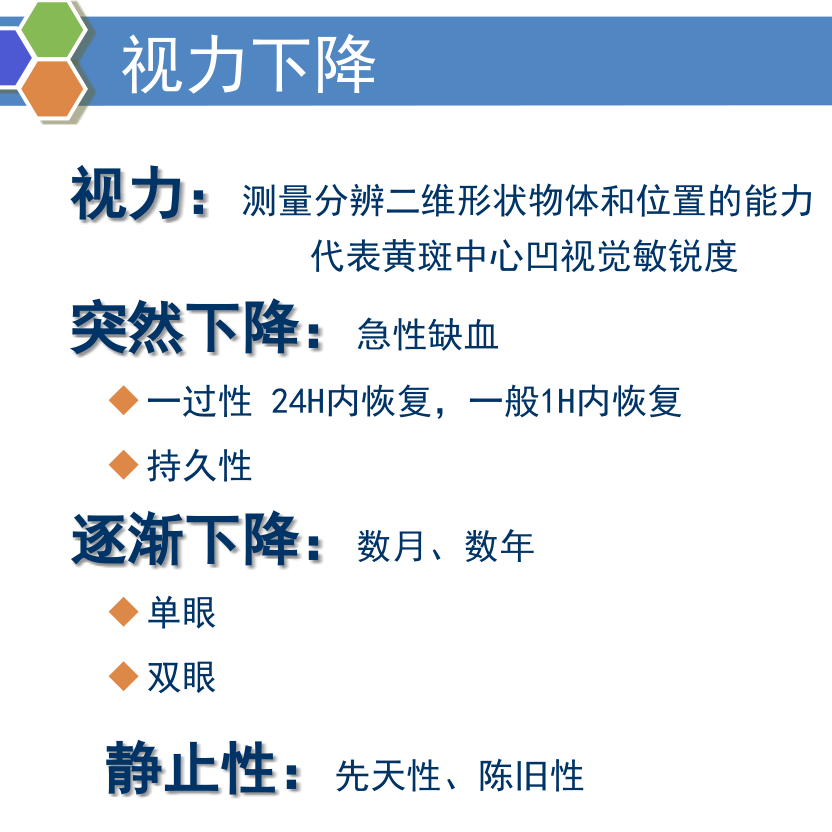 视力下降
视力：测量分辨二维形状物体和位置的能力
代表黄斑中心凹视觉敏锐度
突然下降：急性缺血
一过性 24H内恢复，一般1H内恢复
持久性
逐渐下降：数月、数年
单眼
双眼
静止性：先天性、陈旧性